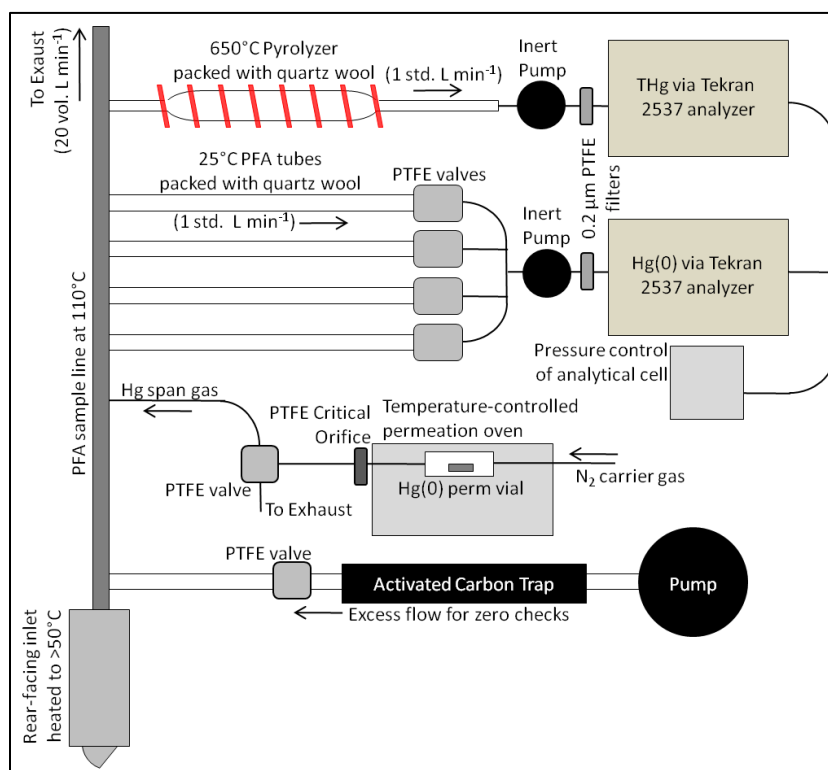 To Exaust
(20 vol. L min⁻¹)
650°C Pyrolyzer
packed with quartz wool
(1 std. L min⁻¹)
Inert
Pump
THg via Tekran
2537 analyzer
25°C PFA tubes
packed with quartz wool
(1 std. L min⁻¹)
PTFE valves
Inert
Pump
0.2 µm PTFE
filters
Hg(0) via Tekran
2537 analyzer
Pressure control
of analytical cell
PFA sample line at 110°C
Hg span gas
PTFE valve
To Exhaust
PTFE Critical
Orifice
Temperature-controlled
permeation oven
Hg(0) perm vial
N₂ carrier gas
PTFE valve
Activated Carbon Trap
Pump
Excess flow for zero checks
Rear-facing inlet
heated to >50°C